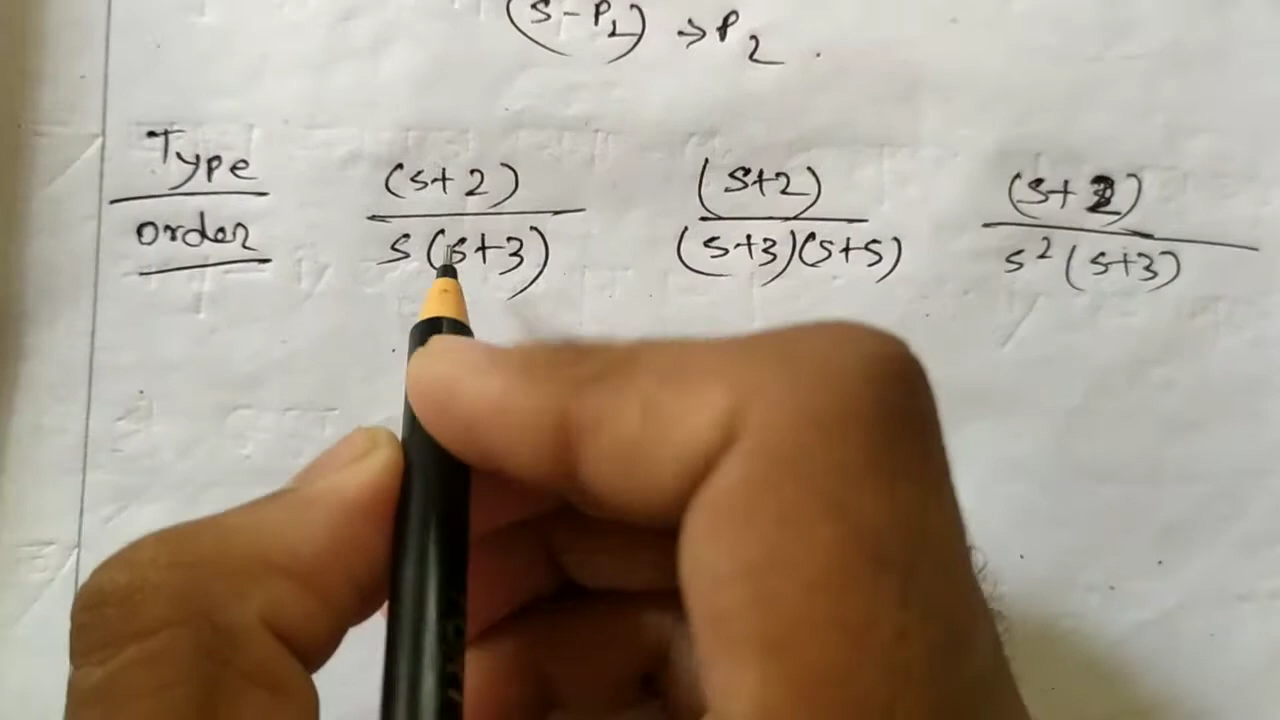 (s-P2) → P2.
Type (s+2) (s+2) (s+2)
order s(s+3) (s+3)(s+5) s²(s+3)